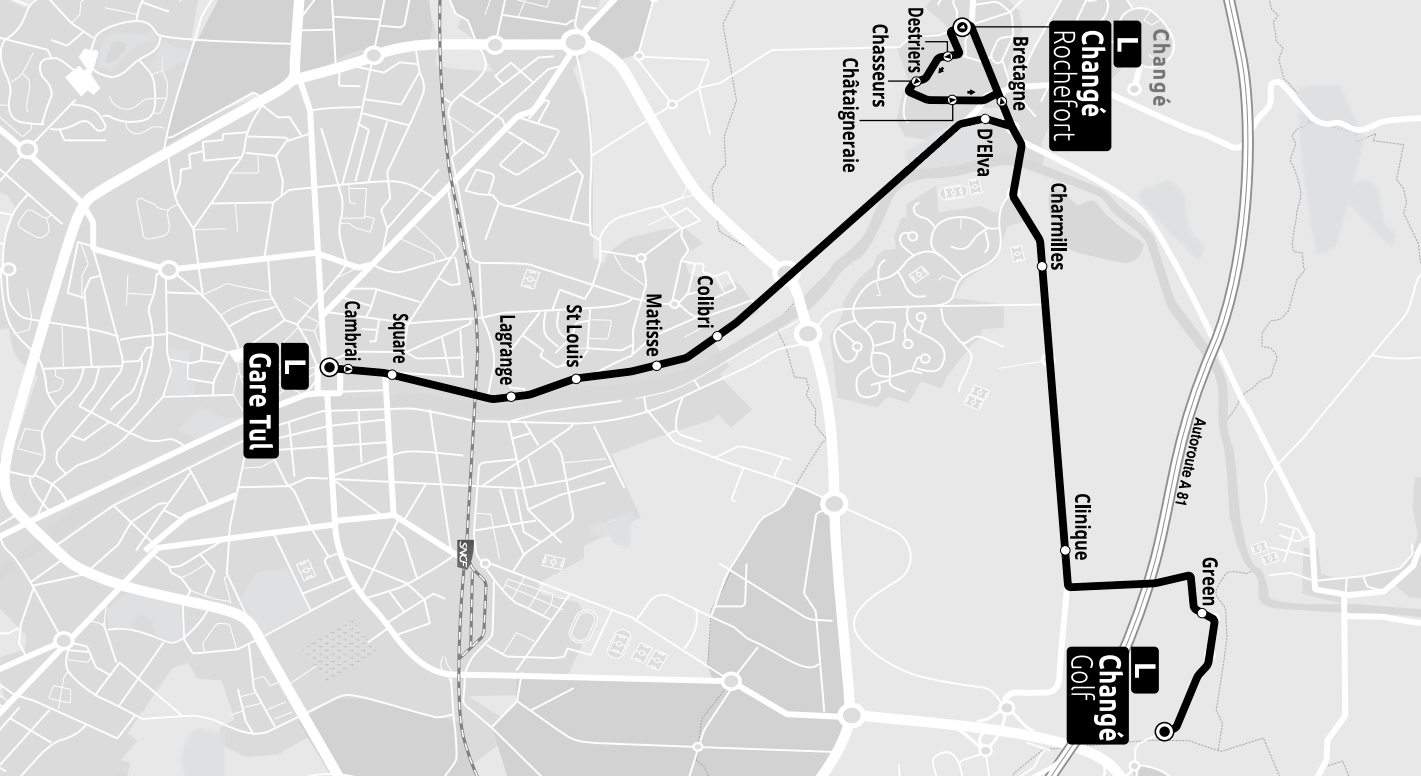 Changé
L
Changé
Rochefort
Bretagne
Destriers
Chasseurs
Châtaigneraie
D'Elva
Charmilles
Colibri
Matisse
St Louis
Lagrange
Square
Cambrai
L
Gare Tul
SNCF
Autoroute A 81
Clinique
Green
L
Changé
Golf